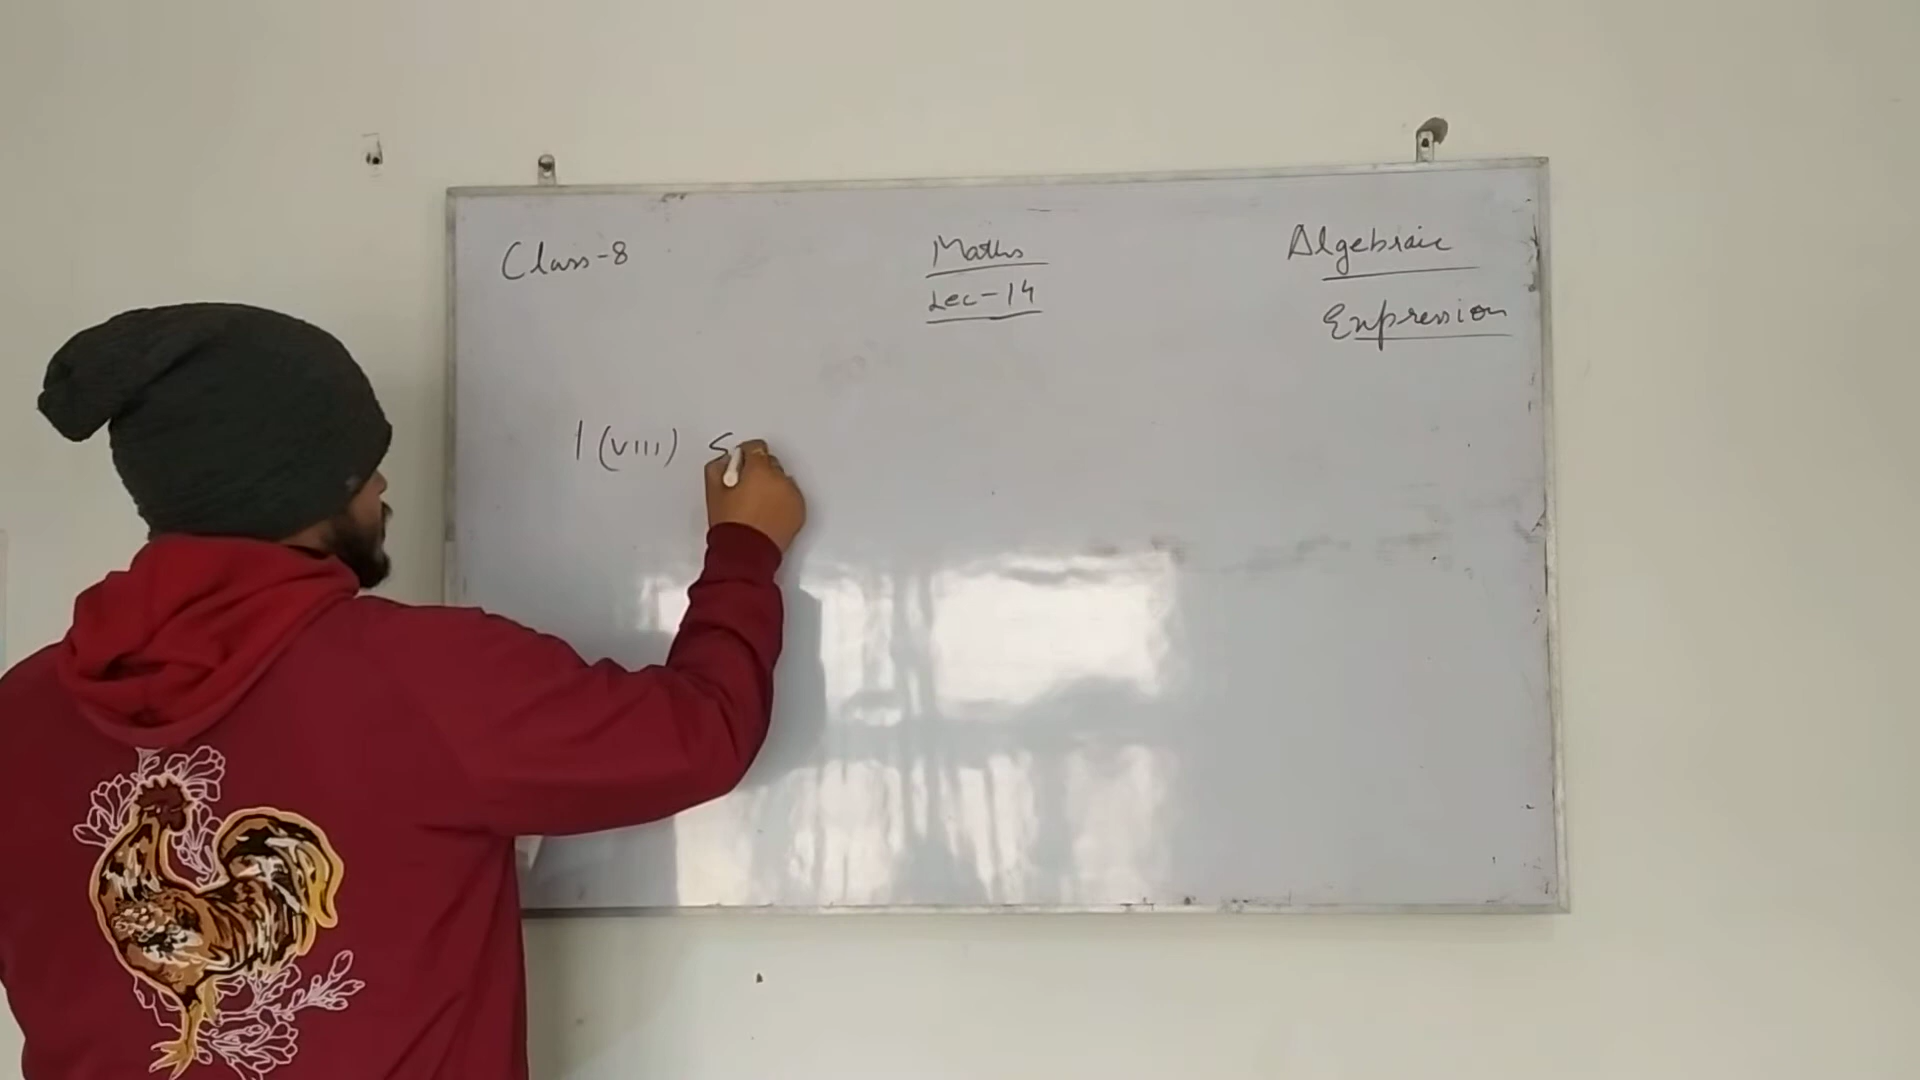 Class-8
Maths
Lec-14
Algebraic
Expression
1 (VIII) S